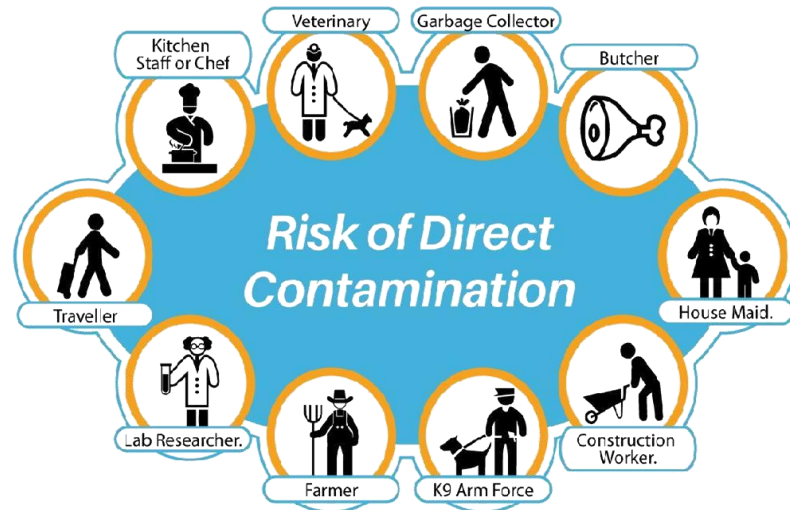 Veterinary
Garbage Collector
Kitchen
Staff or Chef
Butcher
Risk of Direct
Contamination
Traveller
House Maid.
Lab Researcher.
Construction
Worker.
Farmer
K9 Arm Force